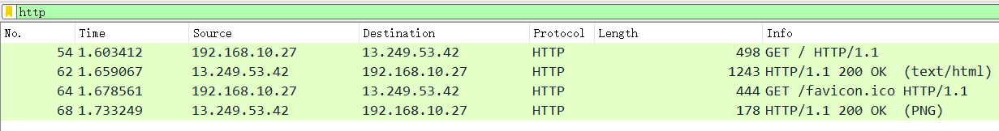 http
No. Time Source Destination Protocol Length Info
54 1.603412 192.168.10.27 13.249.53.42 HTTP 498 GET / HTTP/1.1
62 1.659067 13.249.53.42 192.168.10.27 HTTP 1243 HTTP/1.1 200 OK (text/html)
64 1.678561 192.168.10.27 13.249.53.42 HTTP 444 GET /favicon.ico HTTP/1.1
68 1.733249 13.249.53.42 192.168.10.27 HTTP 178 HTTP/1.1 200 OK (PNG)